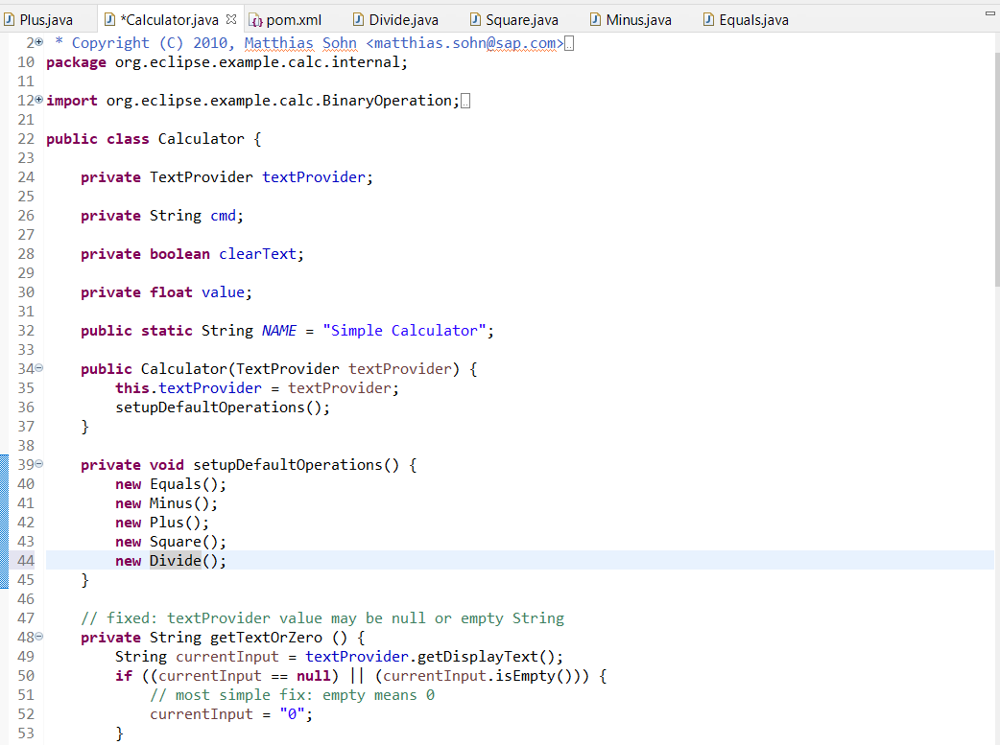 Plus.java *Calculator.java pom.xml Divide.java Square.java Minus.java Equals.java
2 * Copyright (C) 2010, Matthias Sohn <matthias.sohn@sap.com>
10 package org.eclipse.example.calc.internal;
11
12 import org.eclipse.example.calc.BinaryOperation;
21
22 public class Calculator {
23
24 private TextProvider textProvider;
25
26 private String cmd;
27
28 private boolean clearText;
29
30 private float value;
31
32 public static String NAME = "Simple Calculator";
33
34 public Calculator(TextProvider textProvider) {
35 this.textProvider = textProvider;
36 setupDefaultOperations();
37 }
38
39 private void setupDefaultOperations() {
40 new Equals();
41 new Minus();
42 new Plus();
43 new Square();
44 new Divide();
45 }
46
47 // fixed: textProvider value may be null or empty String
48 private String getTextOrZero () {
49 String currentInput = textProvider.getDisplayText();
50 if ((currentInput == null) || (currentInput.isEmpty())) {
51 // most simple fix: empty means 0
52 currentInput = "0";
53 }